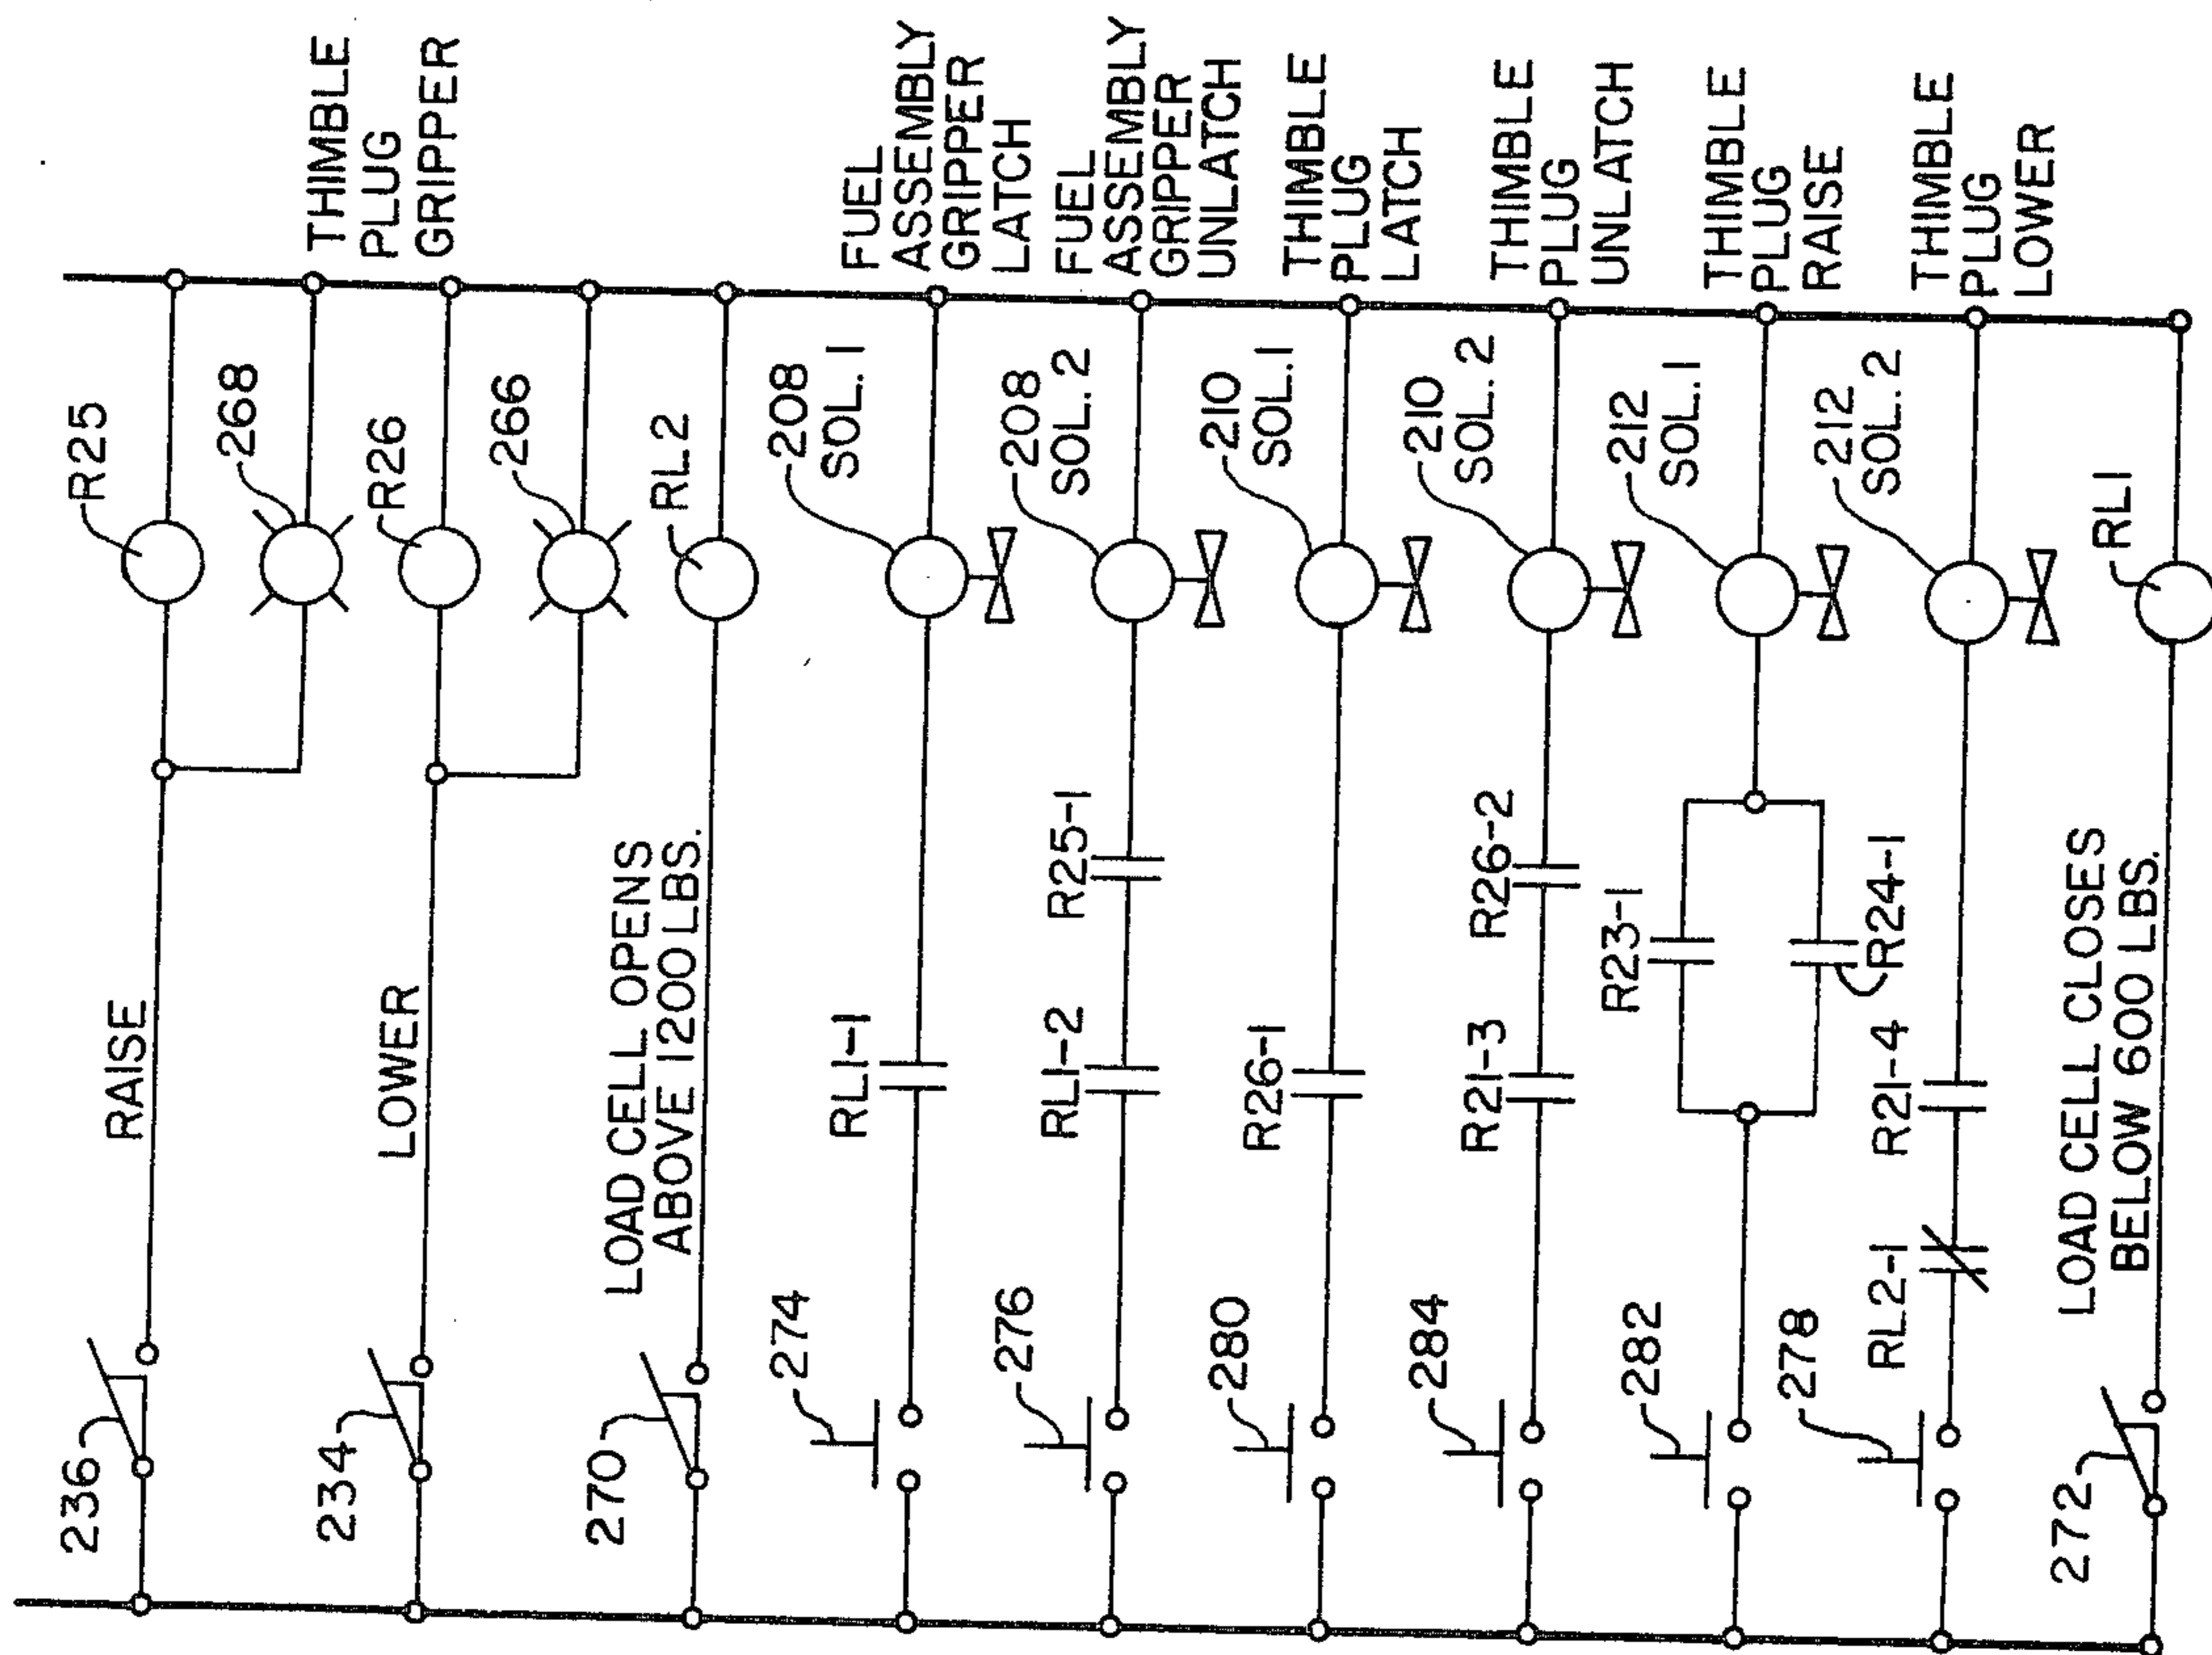 236
RAISE
R25
268
THIMBLE
PLUG
GRIPPER
234
LOWER
R26
266
270
LOAD CELL OPENS
ABOVE 1200 LBS.
RL2
274
RL1-1
208
SOL. 1
FUEL
ASSEMBLY
GRIPPER
LATCH
276
RL1-2
R25-1
208
SOL. 2
FUEL
ASSEMBLY
GRIPPER
UNLATCH
280
R26-1
210
SOL. 1
THIMBLE
PLUG
LATCH
284
R21-3
R26-2
210
SOL. 2
THIMBLE
PLUG
UNLATCH
282
R23-1
R24-1
212
SOL. 1
THIMBLE
PLUG
RAISE
278
RL2-1
R21-4
212
SOL. 2
THIMBLE
PLUG
LOWER
272
LOAD CELL CLOSES
BELOW 600 LBS.
RL1